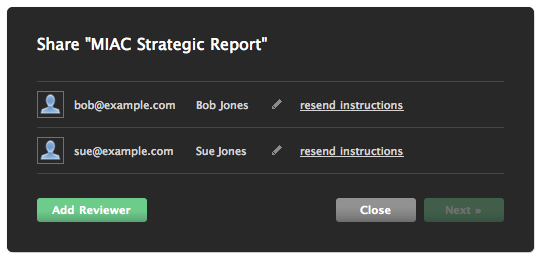 Share "MIAC Strategic Report"
bob@example.com Bob Jones resend instructions
sue@example.com Sue Jones resend instructions
Add Reviewer Close Next »